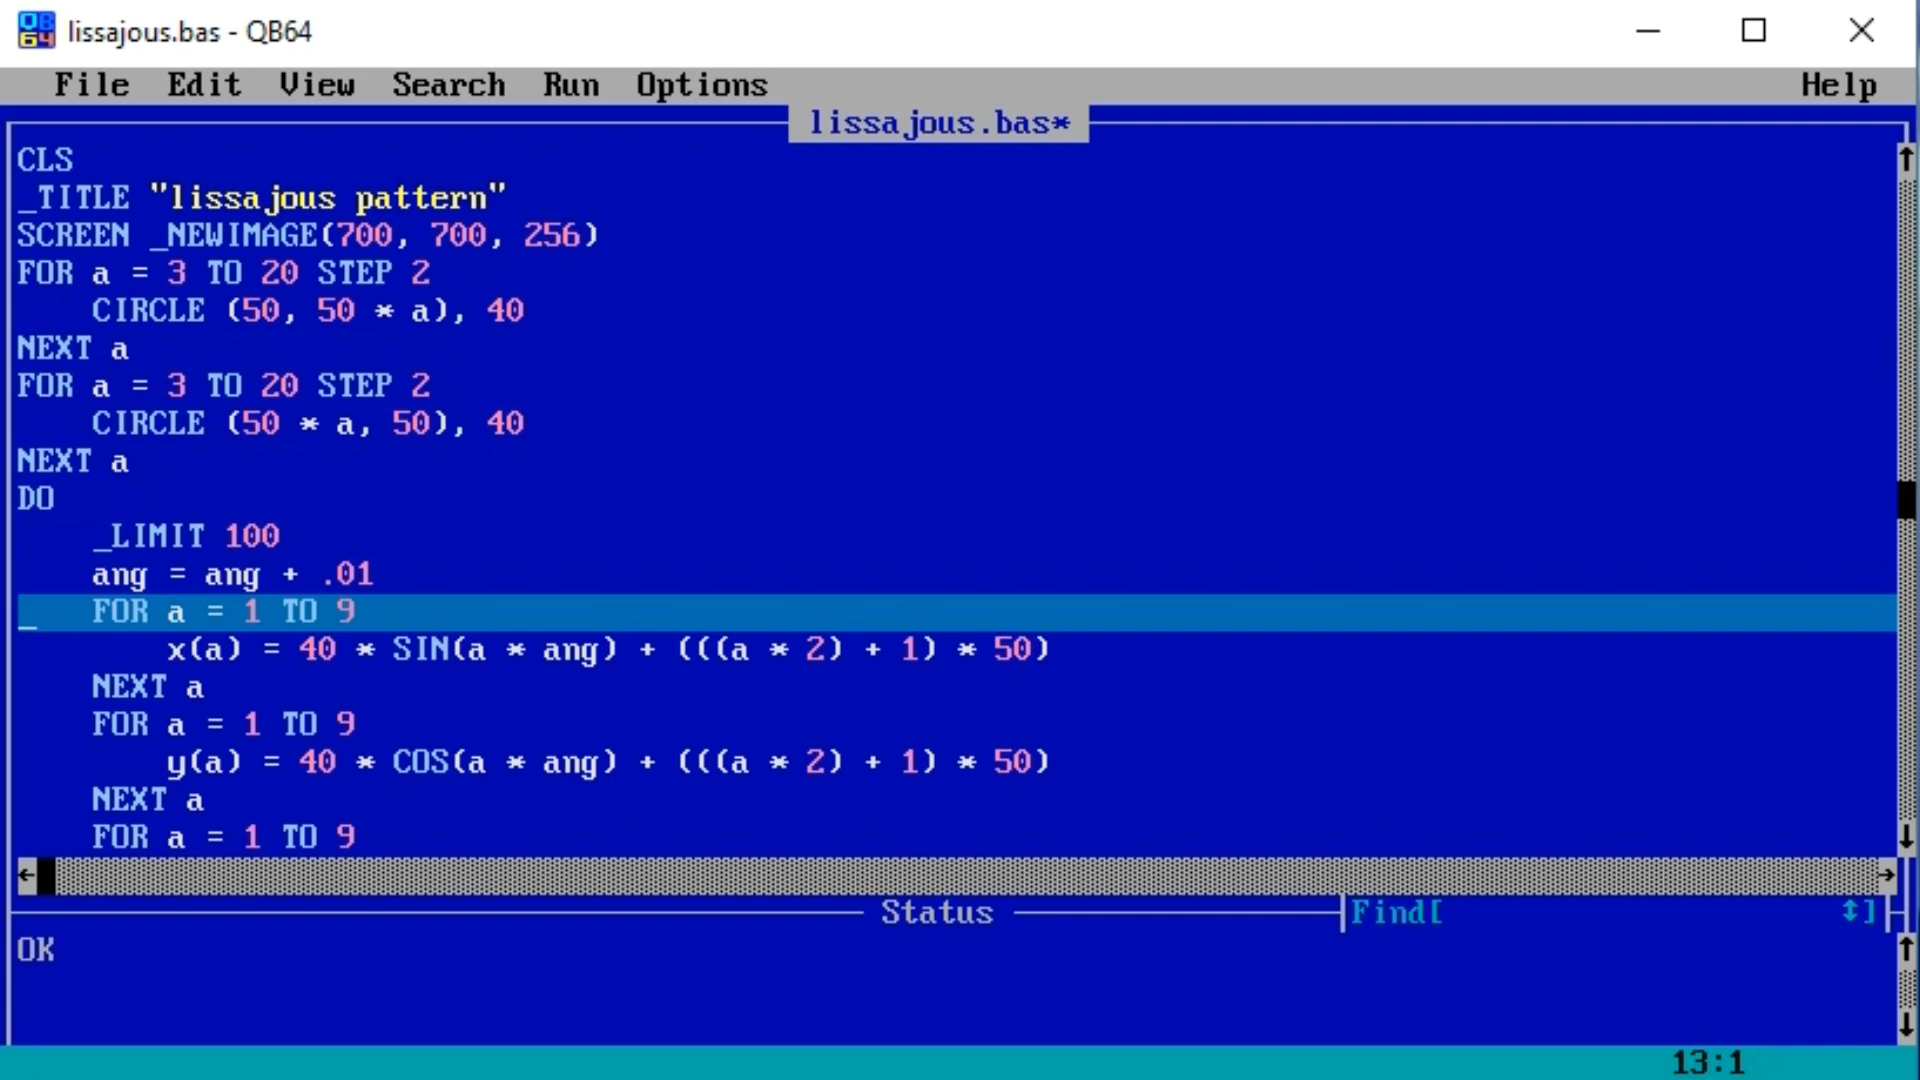 lissajous.bas - QB64
File Edit View Search Run Options Help
lissajous.bas*
CLS
_TITLE "lissajous pattern"
SCREEN _NEWIMAGE(700, 700, 256)
FOR a = 3 TO 20 STEP 2
    CIRCLE (50, 50 * a), 40
NEXT a
FOR a = 3 TO 20 STEP 2
    CIRCLE (50 * a, 50), 40
NEXT a
DO
    _LIMIT 100
    ang = ang + .01
    FOR a = 1 TO 9
        x(a) = 40 * SIN(a * ang) + (((a * 2) + 1) * 50)
    NEXT a
    FOR a = 1 TO 9
        y(a) = 40 * COS(a * ang) + (((a * 2) + 1) * 50)
    NEXT a
    FOR a = 1 TO 9
Status Find[ ↕]
OK
13:1